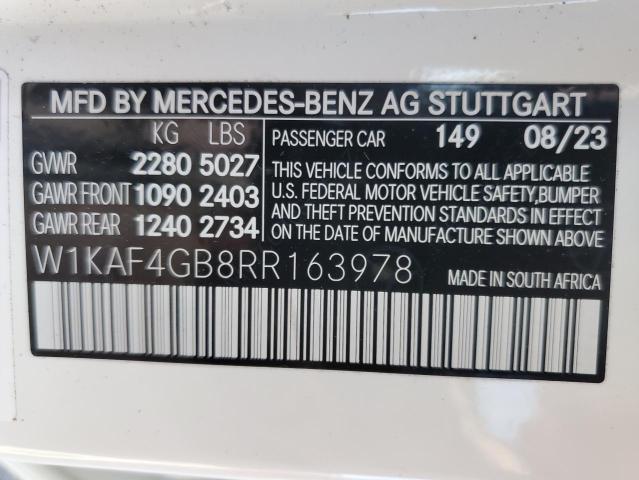 MFD BY MERCEDES-BENZ AG STUTTGART
KG LBS
GVWR 2280 5027
GAWR FRONT 1090 2403
GAWR REAR 1240 2734
PASSENGER CAR 149 08/23
THIS VEHICLE CONFORMS TO ALL APPLICABLE
U.S. FEDERAL MOTOR VEHICLE SAFETY,BUMPER
AND THEFT PREVENTION STANDARDS IN EFFECT
ON THE DATE OF MANUFACTURE SHOWN ABOVE.
W1KAF4GB8RR163978
MADE IN SOUTH AFRICA